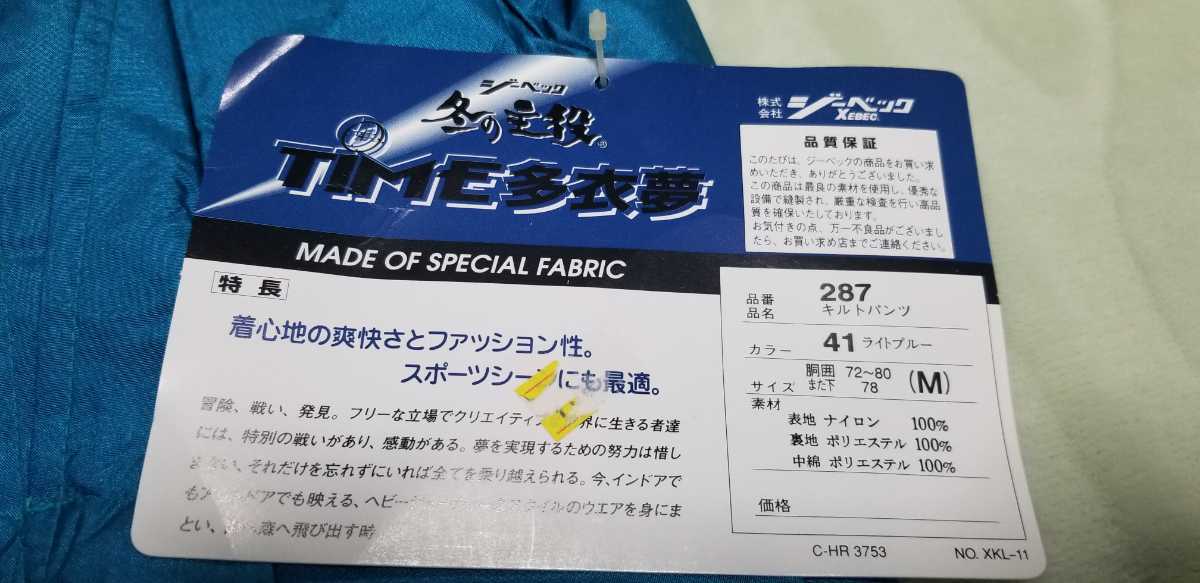 ジーベック
冬の主役®
TIME多衣夢
MADE OF SPECIAL FABRIC
特長
着心地の爽快さとファッション性。
スポーツシーンにも最適。
冒険、戦い、発見。フリーな立場でクリエイティ 界に生きる者達
には、特別の戦いがあり、感動がある。夢を実現するための努力は惜し
それだけを忘れずにいれば全てを乗り越えられる。今、インドアで
も でも映える、ヘビー のウエアを身にま
とい、 へ飛び出す時
株式会社 ジーベック
XEBEC
品質保証
このたびは、ジーベックの商品をお買い求
めいただき、ありがとうございました。
この商品は最良の素材を使用し、優秀な
設備で縫製され、厳重な検査を行い高品
質を確保いたしております。
お気付きの点、万一不良品がございまし
たら、お買い求め店までご連絡ください。
品番 287
品名 キルトパンツ
カラー 41 ライトブルー
サイズ 胴囲 72~80 (M)
また下 78
素材
表地 ナイロン 100%
裏地 ポリエステル 100%
中綿 ポリエステル 100%
価格
C-HR 3753 NO. XKL-11